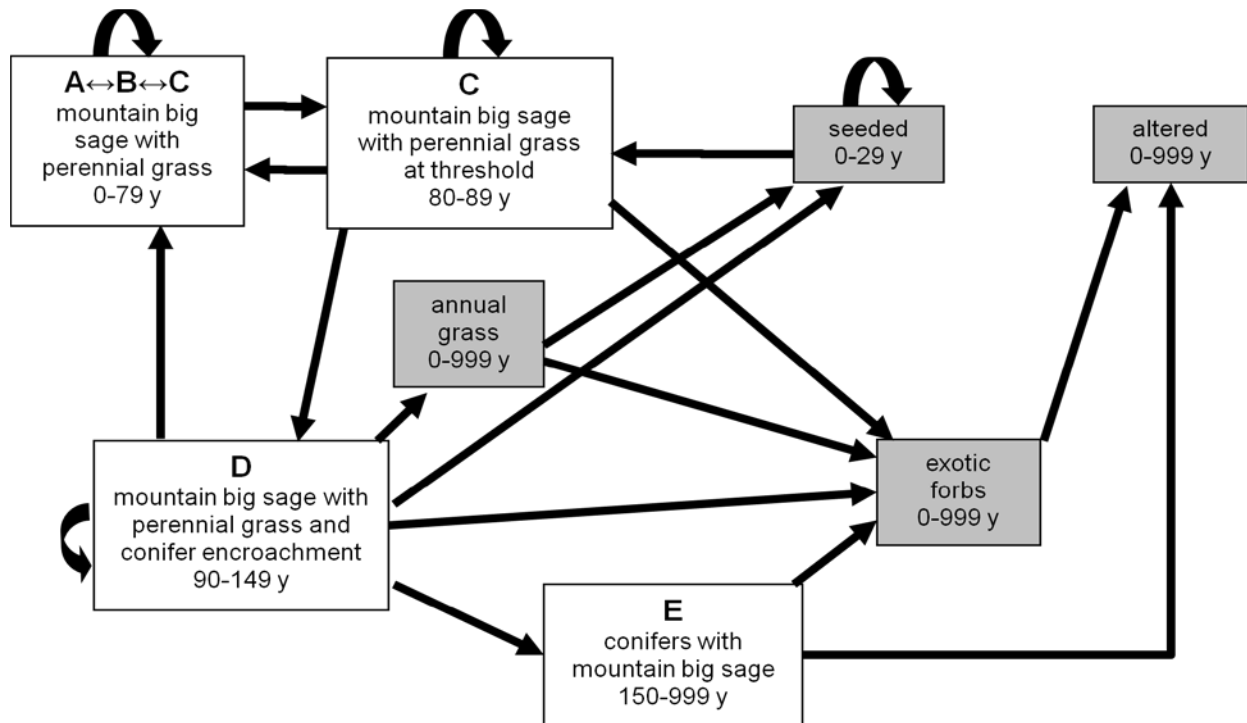 A↔B↔C
mountain big
sage with
perennial grass
0-79 y
C
mountain big sage
with perennial grass
at threshold
80-89 y
seeded
0-29 y
altered
0-999 y
annual
grass
0-999 y
D
mountain big sage with
perennial grass and
conifer encroachment
90-149 y
exotic
forbs
0-999 y
E
conifers with
mountain big sage
150-999 y